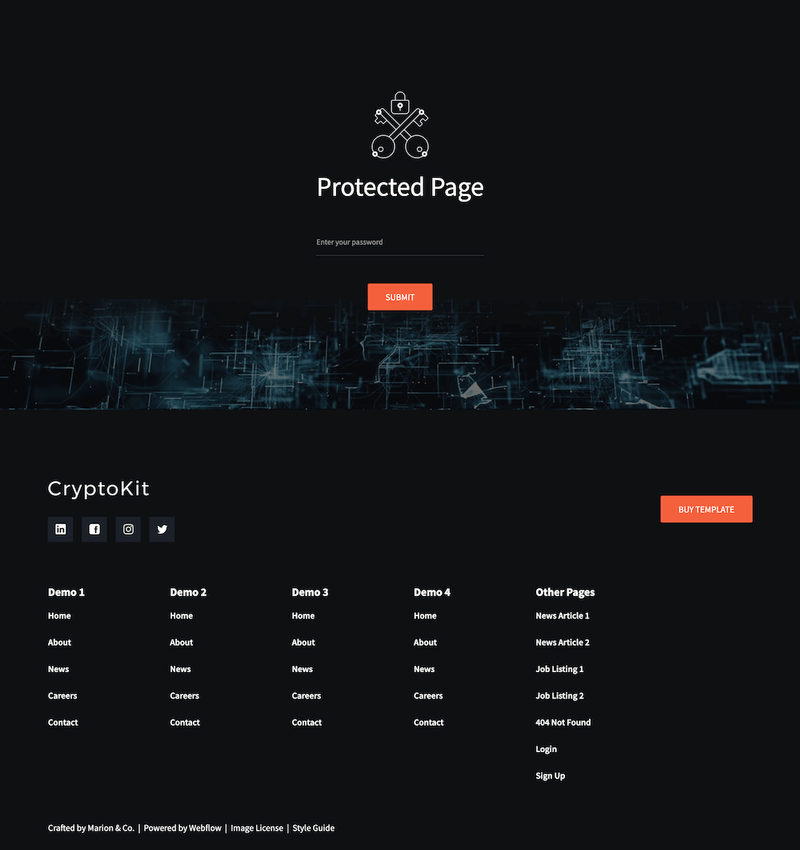 Protected Page
Enter your password
SUBMIT
CryptoKit
BUY TEMPLATE
Demo 1
Home
About
News
Careers
Contact
Demo 2
Home
About
News
Careers
Contact
Demo 3
Home
About
News
Careers
Contact
Demo 4
Home
About
News
Careers
Contact
Other Pages
News Article 1
News Article 2
Job Listing 1
Job Listing 2
404 Not Found
Login
Sign Up
Crafted by Marion & Co. | Powered by Webflow | Image License | Style Guide